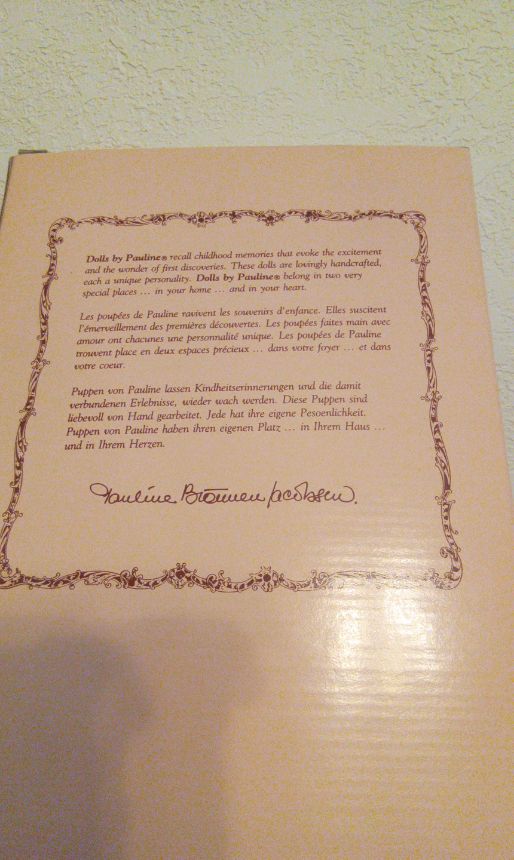 Dolls by Pauline® recall childhood memories that evoke the excitement
and the wonder of first discoveries. These dolls are lovingly handcrafted,
each a unique personality. Dolls by Pauline® belong in two very
special places ... in your home ... and in your heart.
Les poupées de Pauline ravivent les souvenirs d'enfance. Elles suscitent
l'émerveillement des premières découvertes. Les poupées faites main avec
amour ont chacunes une personnalité unique. Les poupées de Pauline
trouvent place en deux espaces précieux ... dans votre foyer ... et dans
votre coeur.
Puppen von Pauline lassen Kindheitserinnerungen und die damit
verbundenen Erlebnisse, wieder wach werden. Diese Puppen sind
liebevoll von Hand gearbeitet. Jede hat ihre eigene Pesoenlichkeit.
Puppen von Pauline haben ihren eigenen Platz ... in Ihrem Haus ...
und in Ihrem Herzen.
Pauline Bronnen Jacobsen.